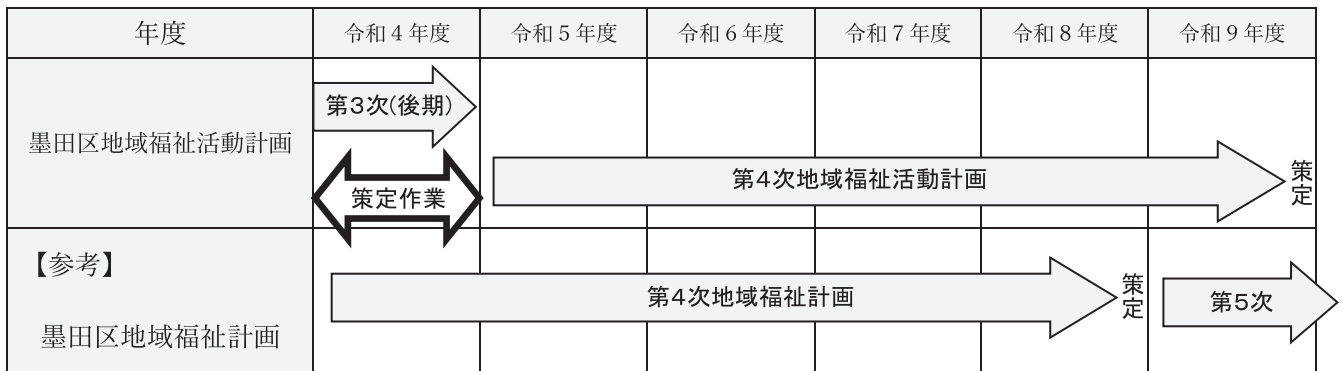 年度
令和4年度
令和5年度
令和6年度
令和7年度
令和8年度
令和9年度
墨田区地域福祉活動計画
第3次(後期)
策定作業
第4次地域福祉活動計画
策定
【参考】
墨田区地域福祉計画
第4次地域福祉計画
策定
第5次